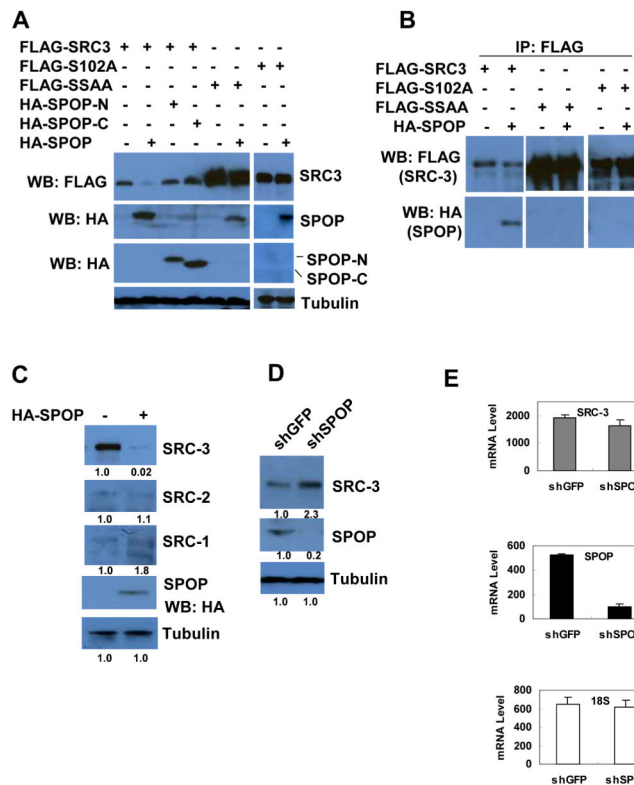 A
FLAG-SRC3 + + + + - - - -
FLAG-S102A - - - - - - + +
FLAG-SSAA - - - - + + - -
HA-SPOP-N - - + - - - - -
HA-SPOP-C - - - + - - - -
HA-SPOP - + - - - + - +
WB: FLAG SRC3
WB: HA SPOP
WB: HA SPOP-N
SPOP-C
Tubulin
B
IP: FLAG
FLAG-SRC3 + + - - - -
FLAG-S102A - - - - + +
FLAG-SSAA - - + + - -
HA-SPOP - + - + - +
WB: FLAG
(SRC-3)
WB: HA
(SPOP)
C
HA-SPOP - +
SRC-3
1.0 0.02
SRC-2
1.0 1.1
SRC-1
1.0 1.8
SPOP
WB: HA
Tubulin
1.0 1.0
D
shGFP shSPOP
SRC-3
1.0 2.3
SPOP
1.0 0.2
Tubulin
1.0 1.0
E
mRNA Level
2000
1000
0
SRC-3
shGFP shSPO
mRNA Level
600
400
200
0
SPOP
shGFP shSPO
mRNA Level
800
600
400
200
0
18S
shGFP shSP